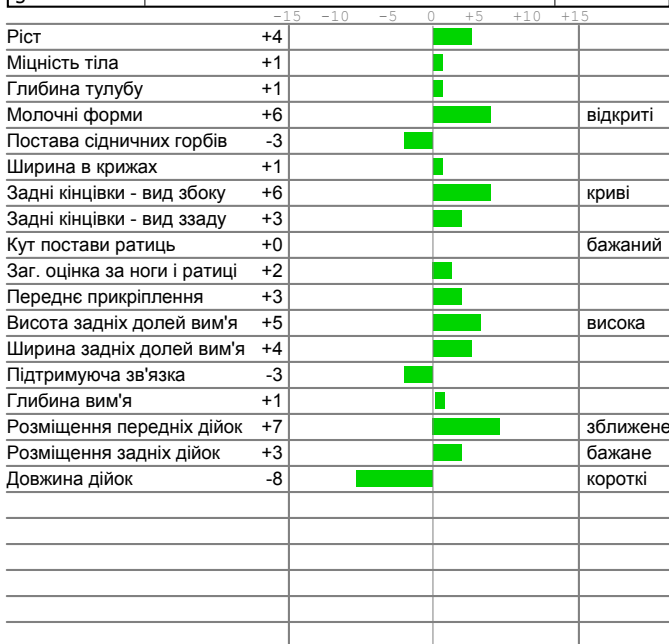 -15 -10 -5 0 +5 +10 +15
Ріст +4
Міцність тіла +1
Глибина тулубу +1
Молочні форми +6 відкриті
Постава сідничних горбів -3
Ширина в крижах +1
Задні кінцівки - вид збоку +6 криві
Задні кінцівки - вид ззаду +3
Кут постави ратиць +0 бажаний
Заг. оцінка за ноги і ратиці +2
Переднє прикріплення +3
Висота задніх долей вим'я +5 висока
Ширина задніх долей вим'я +4
Підтримуюча зв'язка -3
Глибина вим'я +1
Розміщення передніх дійок +7 зближене
Розміщення задніх дійок +3 бажане
Довжина дійок -8 короткі